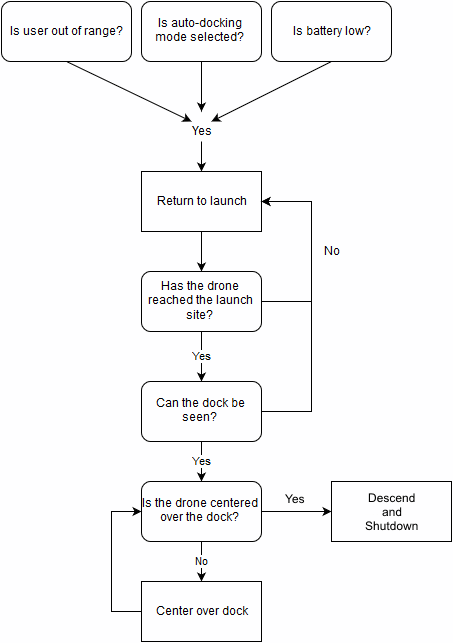 Is user out of range?
Is auto-docking
mode selected?
Is battery low?
Yes
Return to launch
No
Has the drone
reached the launch
site?
Yes
Can the dock be
seen?
Yes
Is the drone centered
over the dock?
Yes
Descend
and
Shutdown
No
Center over dock